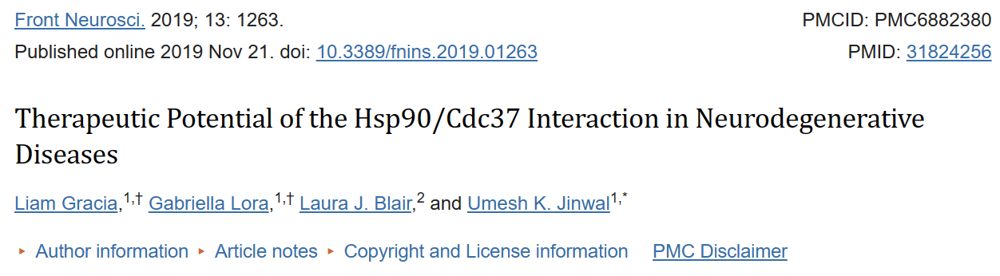 Front Neurosci. 2019; 13: 1263.
PMCID: PMC6882380
Published online 2019 Nov 21. doi: 10.3389/fnins.2019.01263
PMID: 31824256
Therapeutic Potential of the Hsp90/Cdc37 Interaction in Neurodegenerative
Diseases
Liam Gracia,1,† Gabriella Lora,1,† Laura J. Blair,2 and Umesh K. Jinwal1,*
▸ Author information ▸ Article notes ▸ Copyright and License information PMC Disclaimer